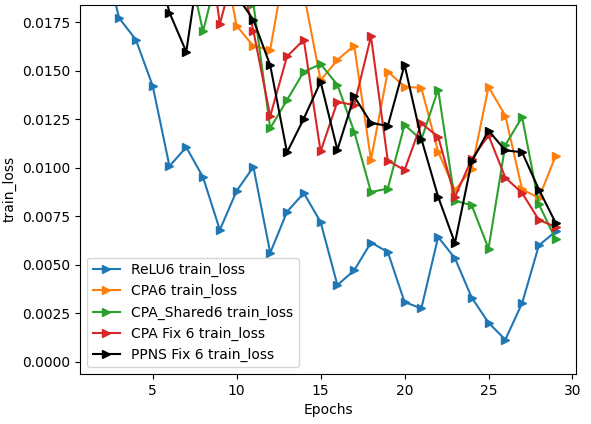 0.0175
0.0150
0.0125
0.0100
0.0075
0.0050
0.0025
0.0000
train_loss
ReLU6 train_loss
CPA6 train_loss
CPA_Shared6 train_loss
CPA Fix 6 train_loss
PPNS Fix 6 train_loss
5 10 15 20 25 30
Epochs